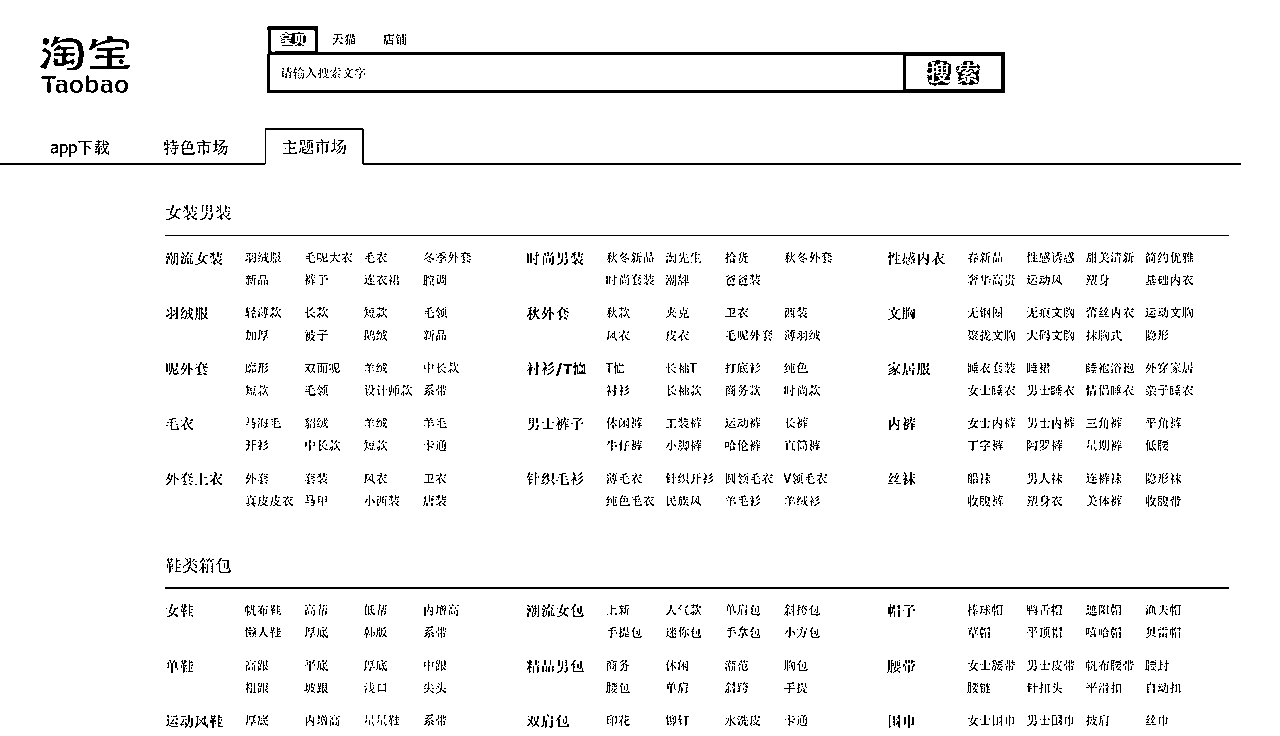 淘宝
Taobao
宝贝 天猫 店铺
请输入搜索文字
搜索
app下载 特色市场 主题市场
女装男装
潮流女装 羽绒服 毛呢大衣 毛衣 冬季外套 时尚男装 秋冬新品 淘先生 拾货 秋冬外套 性感内衣 春新品 性感诱惑 甜美清新 简约优雅
新品 裤子 连衣裙 腔调 时尚套装 潮牌 爸爸装 奢华高贵 运动风 塑身 基础内衣
羽绒服 轻薄款 长款 短款 毛领 秋外套 秋款 夹克 卫衣 西装 文胸 无钢圈 无痕文胸 蕾丝内衣 运动文胸
加厚 被子 鹅绒 新品 风衣 皮衣 毛呢外套 薄羽绒 聚拢文胸 大码文胸 抹胸式 隐形
呢外套 廓形 双面呢 羊绒 中长款 衬衫/T恤 T恤 长袖T 打底衫 纯色 家居服 睡衣套装 睡裙 睡袍浴袍 外穿家居
短款 毛领 设计师款 系带 衬衫 长袖款 商务款 时尚款 女士睡衣 男士睡衣 情侣睡衣 亲子睡衣
毛衣 马海毛 貂绒 羊绒 羊毛 男士裤子 休闲裤 工装裤 运动裤 长裤 内裤 女士内裤 男士内裤 三角裤 平角裤
开衫 中长款 短款 卡通 牛仔裤 小脚裤 哈伦裤 直筒裤 丁字裤 阿罗裤 星期裤 低腰
外套上衣 外套 套装 风衣 卫衣 针织毛衫 薄毛衣 针织开衫 圆领毛衣 V领毛衣 丝袜 船袜 男人袜 连裤袜 隐形袜
真皮皮衣 马甲 小西装 唐装 纯色毛衣 民族风 羊毛衫 羊绒衫 收腹裤 塑身衣 美体裤 收腹带
鞋类箱包
女鞋 帆布鞋 高帮 低帮 内增高 潮流女包 上新 人气款 单肩包 斜挎包 帽子 棒球帽 鸭舌帽 遮阳帽 渔夫帽
懒人鞋 厚底 韩版 系带 手提包 迷你包 手拿包 小方包 草帽 平顶帽 嘻哈帽 贝雷帽
单鞋 高跟 平底 厚底 中跟 精品男包 商务 休闲 潮范 胸包 腰带 女士腰带 男士皮带 帆布腰带 腰封
粗跟 坡跟 浅口 尖头 腰包 单肩 斜跨 手提 腰链 针扣头 平滑扣 自动扣
运动风鞋 厚底 内增高 星星鞋 系带 双肩包 印花 铆钉 水洗皮 卡通 围巾 女士围巾 男士围巾 披肩 丝巾